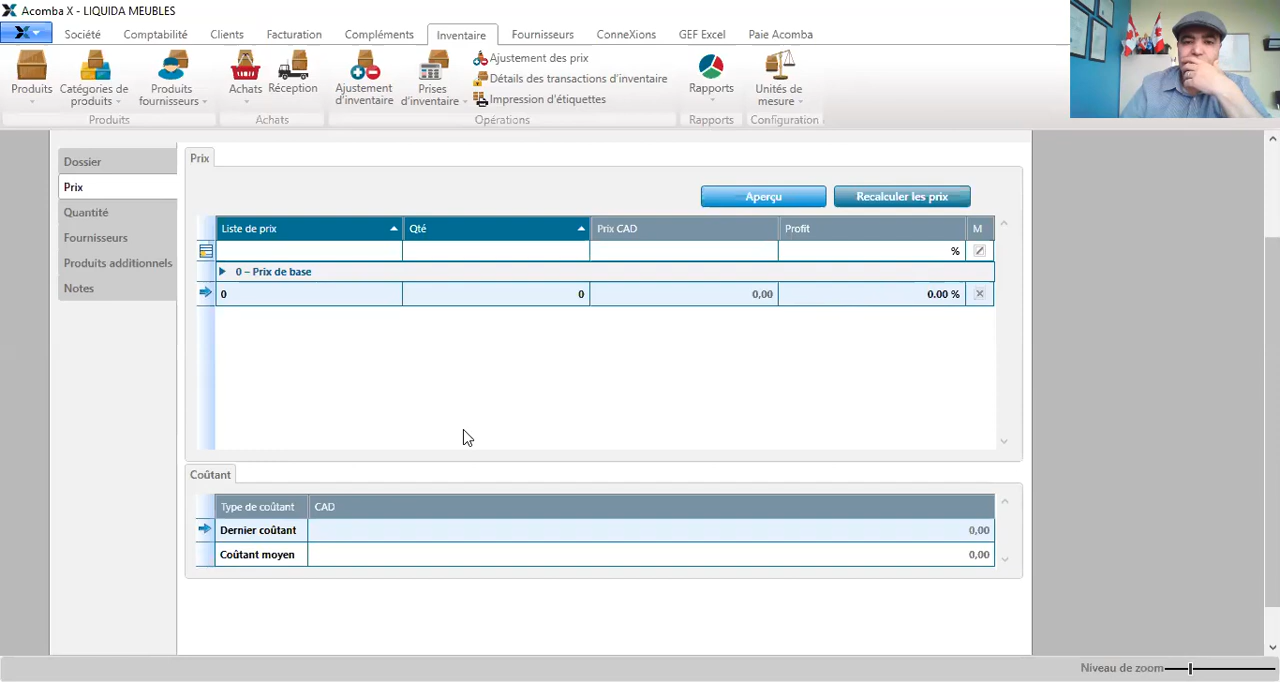 Acomba X - LIQUIDA MEUBLES
Société Comptabilité Clients Facturation Compléments Inventaire Fournisseurs ConneXions GEF Excel Paie Acomba
Produits
Catégories de produits
Produits fournisseurs
Achats
Réception
Ajustement d'inventaire
Prises d'inventaire
Ajustement des prix
Détails des transactions d'inventaire
Impression d'étiquettes
Rapports
Unités de mesure
Produits Achats Opérations Rapports Configuration
Dossier
Prix
Quantité
Fournisseurs
Produits additionnels
Notes
Prix
Aperçu Recalculer les prix
Liste de prix Qté Prix CAD Profit M
%
0 – Prix de base
0 0 0,00 0.00 %
Coûtant
Type de coûtant CAD
Dernier coûtant 0,00
Coûtant moyen 0,00
Niveau de zoom